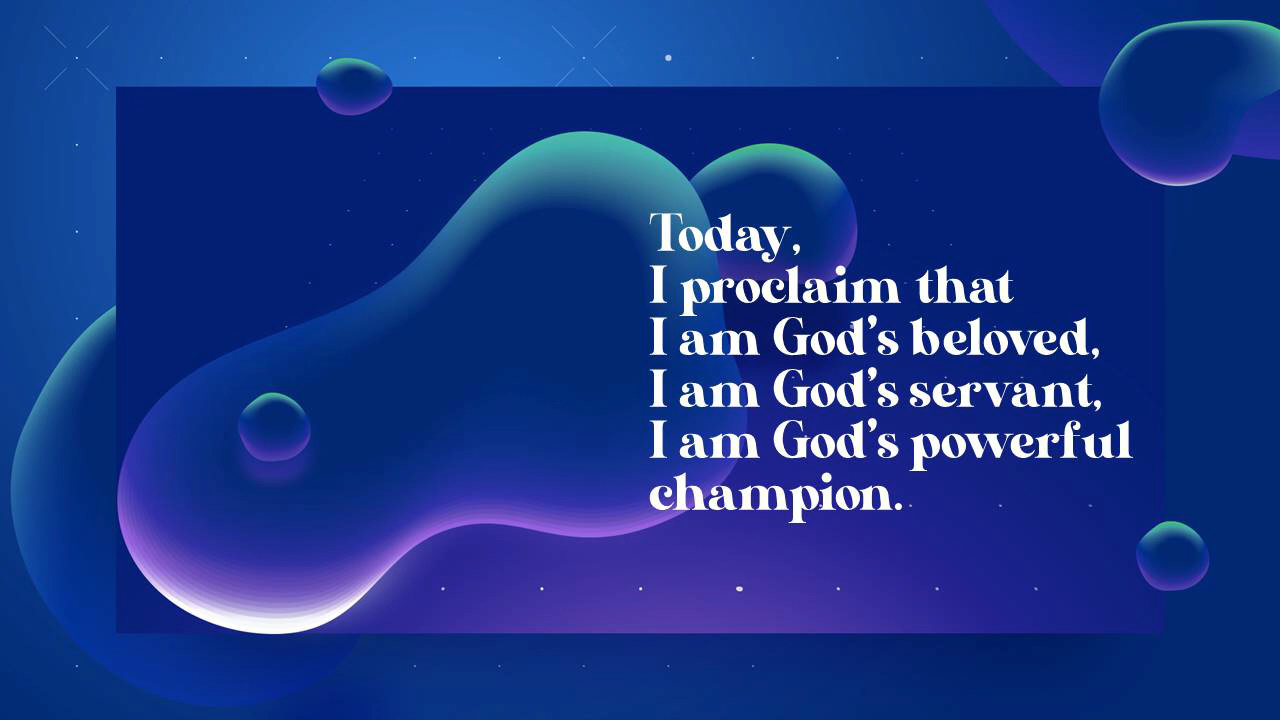 Today,
I proclaim that
I am God's beloved,
I am God's servant,
I am God's powerful
champion.